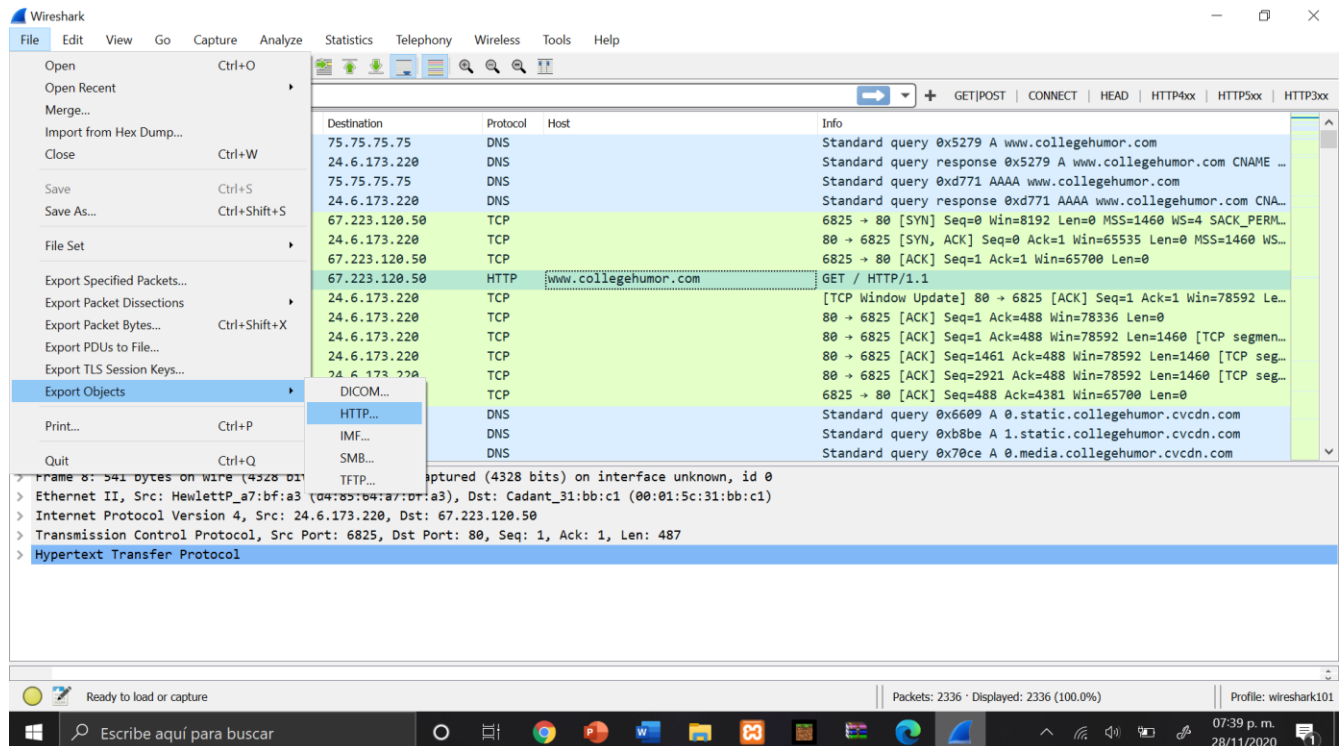 Wireshark
File Edit View Go Capture Analyze Statistics Telephony Wireless Tools Help
Open Ctrl+O
Open Recent
Merge...
Import from Hex Dump...
Close Ctrl+W
Save Ctrl+S
Save As... Ctrl+Shift+S
File Set
Export Specified Packets...
Export Packet Dissections
Export Packet Bytes... Ctrl+Shift+X
Export PDUs to File...
Export TLS Session Keys...
Export Objects
Print... Ctrl+P
Quit Ctrl+Q
DICOM...
HTTP...
IMF...
SMB...
TFTP...
+ GET|POST | CONNECT | HEAD | HTTP4xx | HTTP5xx | HTTP3xx
Destination Protocol Host Info
75.75.75.75 DNS Standard query 0x5279 A www.collegehumor.com
24.6.173.220 DNS Standard query response 0x5279 A www.collegehumor.com CNAME …
75.75.75.75 DNS Standard query 0xd771 AAAA www.collegehumor.com
24.6.173.220 DNS Standard query response 0xd771 AAAA www.collegehumor.com CNA…
67.223.120.50 TCP 6825 → 80 [SYN] Seq=0 Win=8192 Len=0 MSS=1460 WS=4 SACK_PERM…
24.6.173.220 TCP 80 → 6825 [SYN, ACK] Seq=0 Ack=1 Win=65535 Len=0 MSS=1460 WS…
67.223.120.50 TCP 6825 → 80 [ACK] Seq=1 Ack=1 Win=65700 Len=0
67.223.120.50 HTTP www.collegehumor.com GET / HTTP/1.1
24.6.173.220 TCP [TCP Window Update] 80 → 6825 [ACK] Seq=1 Ack=1 Win=78592 Le…
24.6.173.220 TCP 80 → 6825 [ACK] Seq=1 Ack=488 Win=78336 Len=0
24.6.173.220 TCP 80 → 6825 [ACK] Seq=1 Ack=488 Win=78592 Len=1460 [TCP segmen…
24.6.173.220 TCP 80 → 6825 [ACK] Seq=1461 Ack=488 Win=78592 Len=1460 [TCP seg…
24.6.173.220 TCP 80 → 6825 [ACK] Seq=2921 Ack=488 Win=78592 Len=1460 [TCP seg…
TCP 6825 → 80 [ACK] Seq=488 Ack=4381 Win=65700 Len=0
DNS Standard query 0x6609 A 0.static.collegehumor.cvcdn.com
DNS Standard query 0xb8be A 1.static.collegehumor.cvcdn.com
DNS Standard query 0x70ce A 0.media.collegehumor.cvcdn.com
Frame 8: 541 bytes on wire (4328 captured (4328 bits) on interface unknown, id 0
Ethernet II, Src: HewlettP_a7:bf:a3 (d4:85:64:a7:bf:a3), Dst: Cadant_31:bb:c1 (00:01:5c:31:bb:c1)
Internet Protocol Version 4, Src: 24.6.173.220, Dst: 67.223.120.50
Transmission Control Protocol, Src Port: 6825, Dst Port: 80, Seq: 1, Ack: 1, Len: 487
Hypertext Transfer Protocol
Ready to load or capture Packets: 2336 · Displayed: 2336 (100.0%) Profile: wireshark101
Escribe aquí para buscar
07:39 p. m.
28/11/2020
1